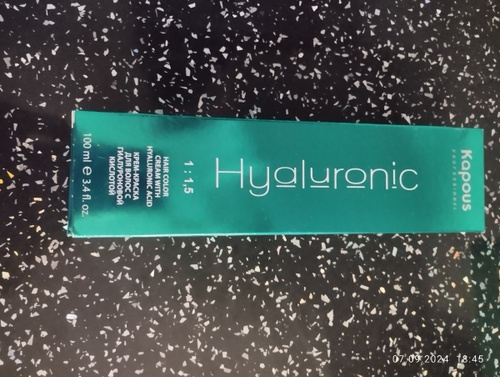 Kapous
PROFESSIONAL
Hyaluronic
1:1,5
HAIR COLOR
CREAM WITH
HYALURONIC ACID
КРЕМ-КРАСКА
ДЛЯ ВОЛОС С
ГИАЛУРОНОВОЙ
КИСЛОТОЙ
100 ml ℮ 3.4 fl. oz.
07.09.2024 18:45